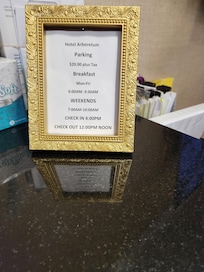 Hotel Arboretum
Parking
$20.00 plus Tax
Breakfast
Mon-Fri
6:00AM- 9:00AM
WEEKENDS
7:00AM-10:00AM
CHECK IN 4:00PM
CHECK OUT 12:00PM NOON
Soft